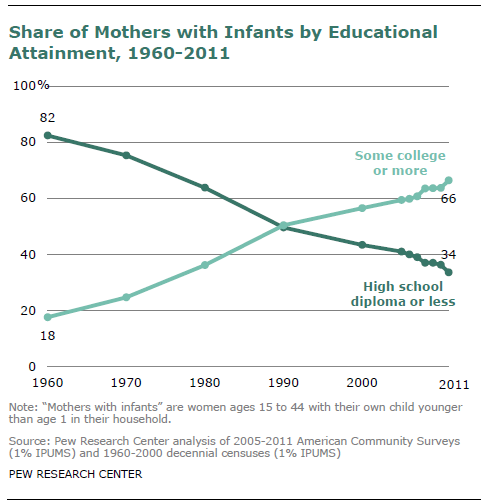 Share of Mothers with Infants by Educational
Attainment, 1960-2011
100%
82
80
Some college
or more
60
66
40
34
High school
diploma or less
20
18
0
1960 1970 1980 1990 2000 2011
Note: “Mothers with infants” are women ages 15 to 44 with their own child younger
than age 1 in their household.
Source: Pew Research Center analysis of 2005-2011 American Community Surveys
(1% IPUMS) and 1960-2000 decennial censuses (1% IPUMS)
PEW RESEARCH CENTER